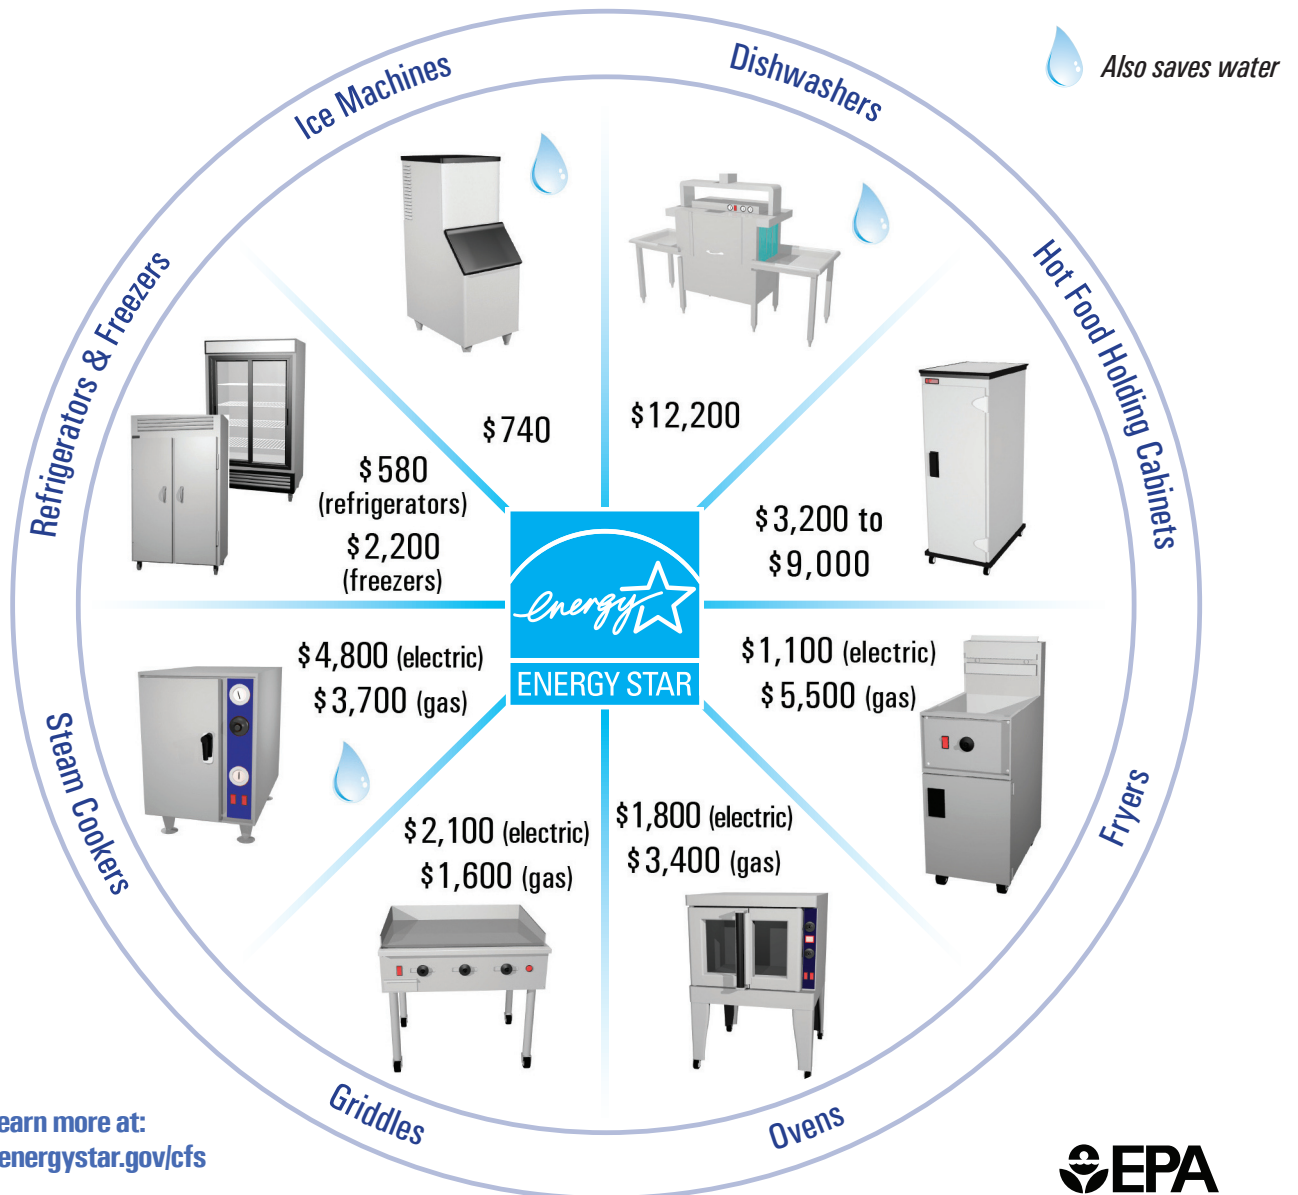 Also saves water
Ice Machines
Dishwashers
Hot Food Holding Cabinets
Refrigerators & Freezers
$740
$12,200
$580
(refrigerators)
$2,200
(freezers)
$3,200 to
$9,000
energy
ENERGY STAR
$4,800 (electric)
$3,700 (gas)
$1,100 (electric)
$5,500 (gas)
Steam Cookers
Fryers
$2,100 (electric)
$1,600 (gas)
$1,800 (electric)
$3,400 (gas)
Griddles
Ovens
earn more at:
energystar.gov/cfs
EPA